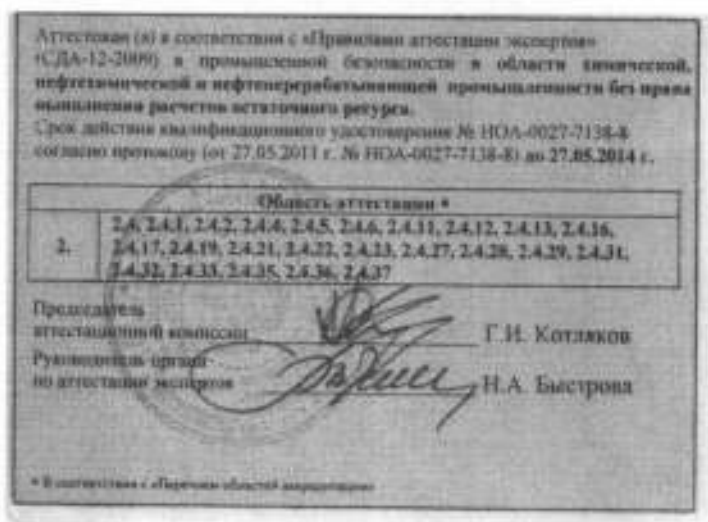 Аттестован (а) в соответствии с «Правилами аттестации экспертов»
(СДА-12-2009) в промышленной безопасности в области химической,
нефтехимической и нефтеперерабатывающей промышленности без права
выполнения расчетов остаточного ресурса.
Срок действия квалификационного удостоверения № НОА-0027-7138-8
согласно протоколу (от 27.05.2011 г. № НОА-0027-7138-8) до 27.05.2014 г.
Область аттестации *
2.4, 2.4.1, 2.4.2, 2.4.4, 2.4.5, 2.4.6, 2.4.11, 2.4.12, 2.4.13, 2.4.16,
2. 2.4.17, 2.4.19, 2.4.21, 2.4.22, 2.4.23, 2.4.27, 2.4.28, 2.4.29, 2.4.31,
2.4.32, 2.4.33, 2.4.35, 2.4.36, 2.4.37
Председатель
аттестационной комиссии Г.И. Котляков
Руководитель органа
по аттестации экспертов Н.А. Быстрова
* В соответствии с «Перечнем областей аккредитации»